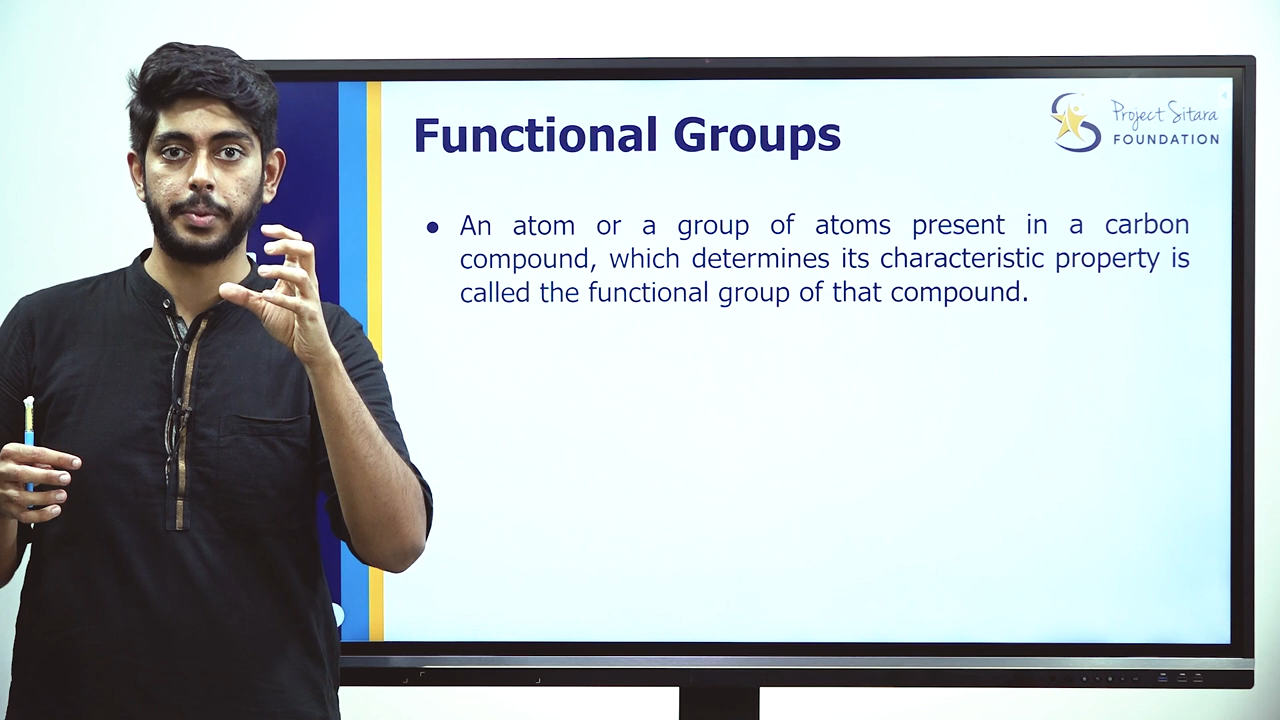 Functional Groups
Project Sitara
FOUNDATION
● An atom or a group of atoms present in a carbon
compound, which determines its characteristic property is
called the functional group of that compound.